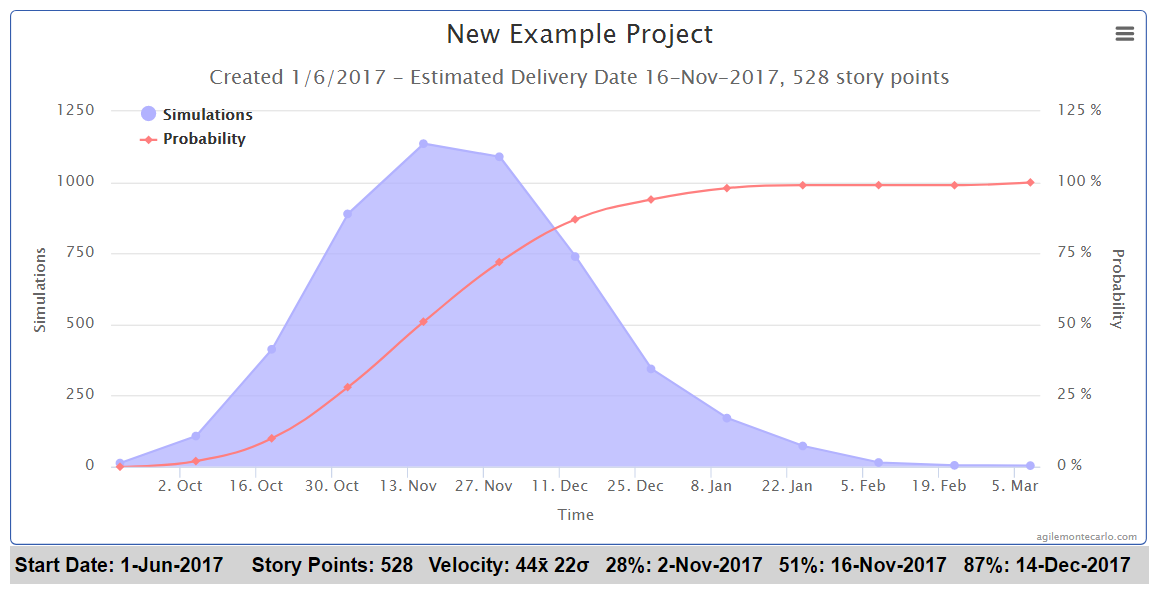 New Example Project
Created 1/6/2017 - Estimated Delivery Date 16-Nov-2017, 528 story points
Simulations
Probability
1250
1000
750
500
250
0
Simulations
125 %
100 %
75 %
50 %
25 %
0 %
Probability
2. Oct 16. Oct 30. Oct 13. Nov 27. Nov 11. Dec 25. Dec 8. Jan 22. Jan 5. Feb 19. Feb 5. Mar
Time
agilemontecarlo.com
Start Date: 1-Jun-2017 Story Points: 528 Velocity: 44x̄ 22σ 28%: 2-Nov-2017 51%: 16-Nov-2017 87%: 14-Dec-2017